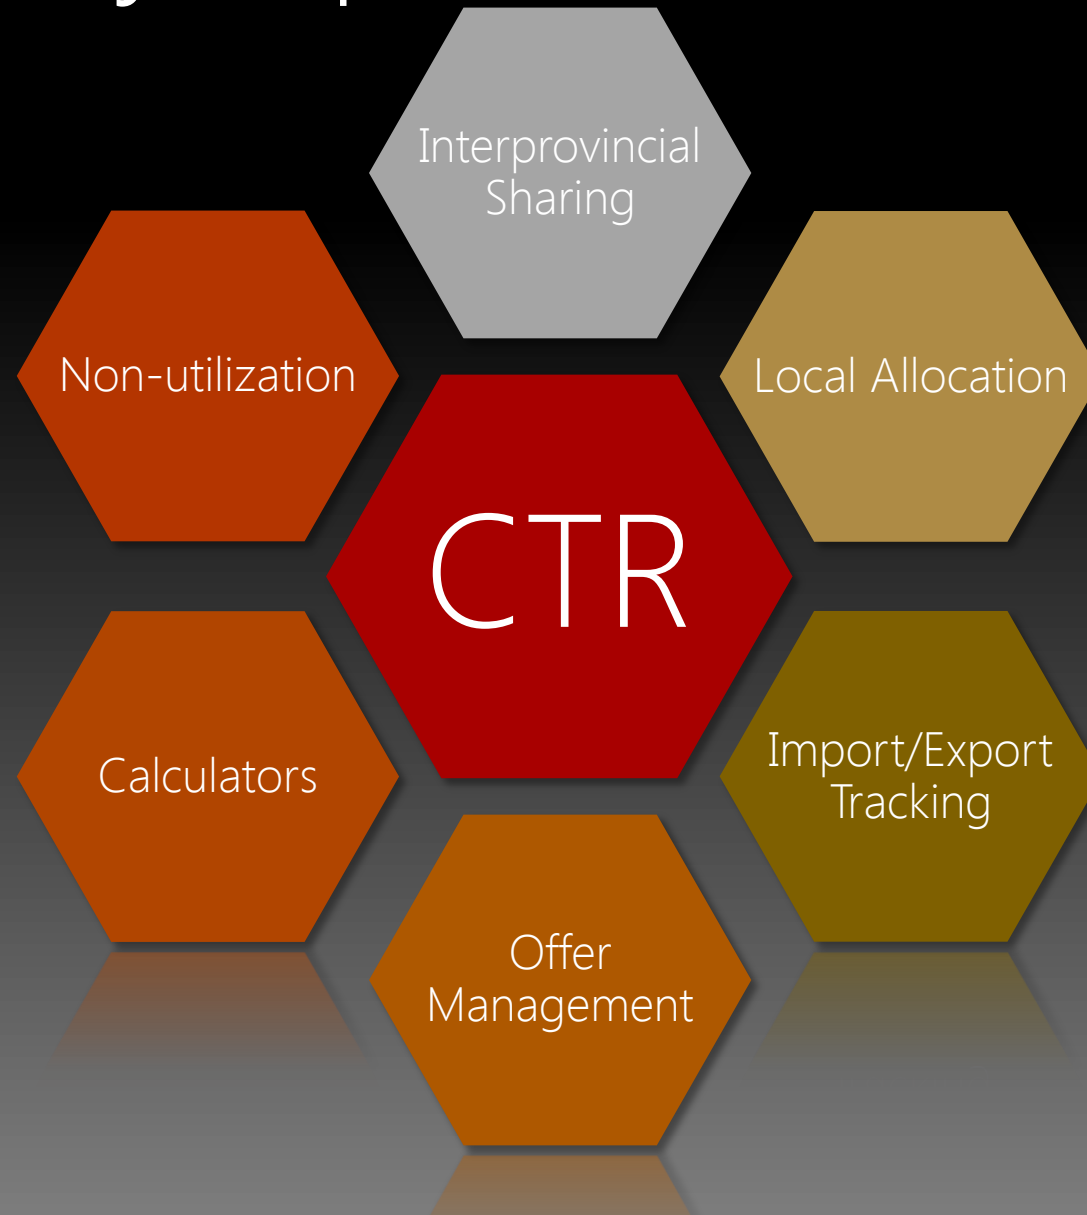 Interprovincial
Sharing
Non-utilization
Local Allocation
CTR
Calculators
Import/Export
Tracking
Offer
Management